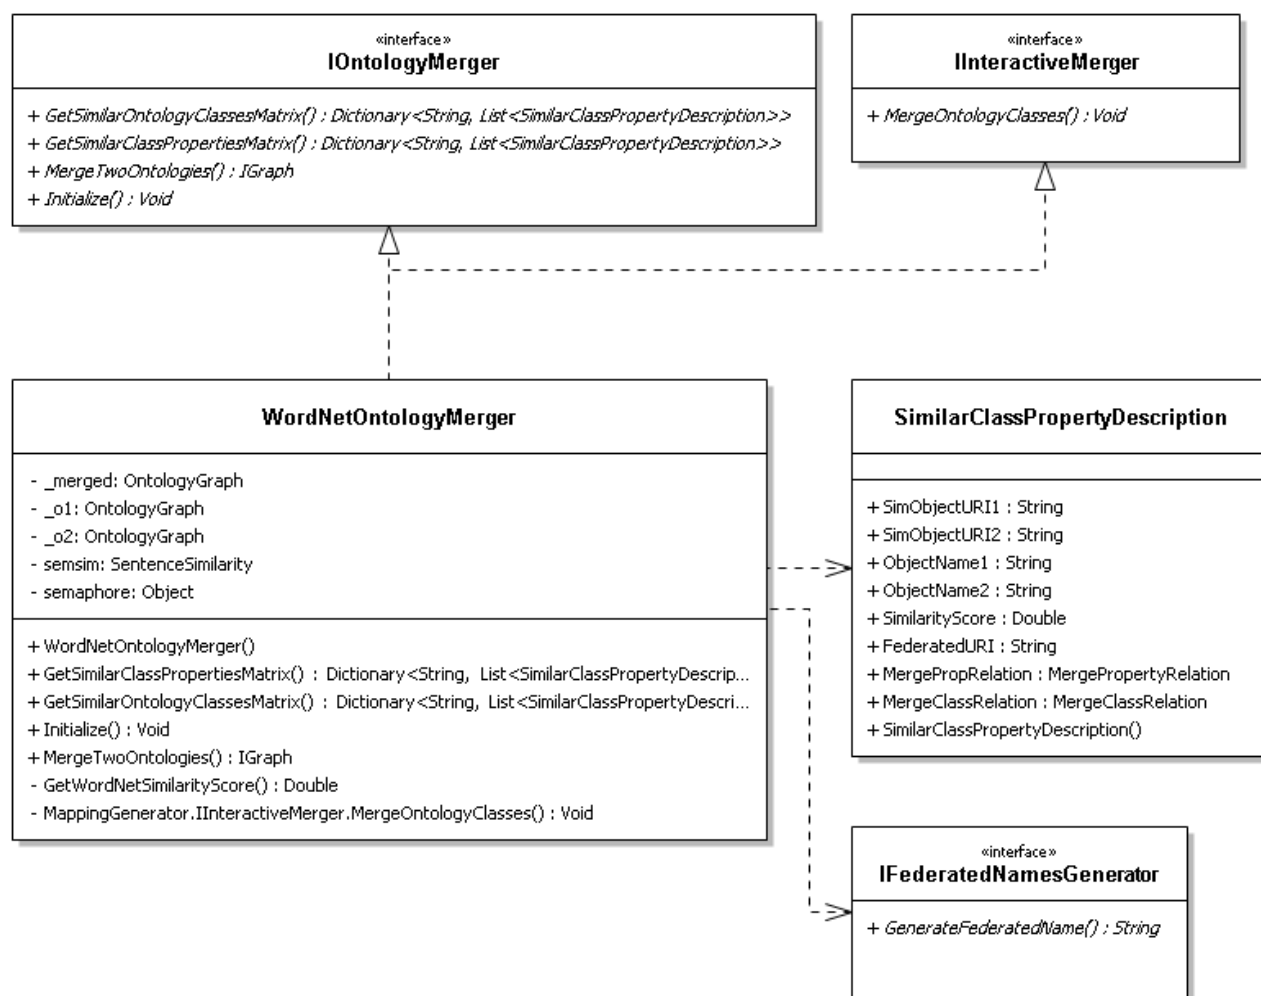 «interface»
IOntologyMerger
+ GetSimilarOntologyClassesMatrix() : Dictionary<String, List<SimilarClassPropertyDescription>>
+ GetSimilarClassPropertiesMatrix() : Dictionary<String, List<SimilarClassPropertyDescription>>
+ MergeTwoOntologies() : IGraph
+ Initialize() : Void
«interface»
IInteractiveMerger
+ MergeOntologyClasses() : Void
WordNetOntologyMerger
- _merged: OntologyGraph
- _o1: OntologyGraph
- _o2: OntologyGraph
- semsim: SentenceSimilarity
- semaphore: Object
+ WordNetOntologyMerger()
+ GetSimilarClassPropertiesMatrix() : Dictionary<String, List<SimilarClassPropertyDescrip...
+ GetSimilarOntologyClassesMatrix() : Dictionary<String, List<SimilarClassPropertyDescri...
+ Initialize() : Void
+ MergeTwoOntologies() : IGraph
- GetWordNetSimilarityScore() : Double
- MappingGenerator.IInteractiveMerger.MergeOntologyClasses() : Void
SimilarClassPropertyDescription
+ SimObjectURI1 : String
+ SimObjectURI2 : String
+ ObjectName1 : String
+ ObjectName2 : String
+ SimilarityScore : Double
+ FederatedURI : String
+ MergePropRelation : MergePropertyRelation
+ MergeClassRelation : MergeClassRelation
+ SimilarClassPropertyDescription()
«interface»
IFederatedNamesGenerator
+ GenerateFederatedName() : String